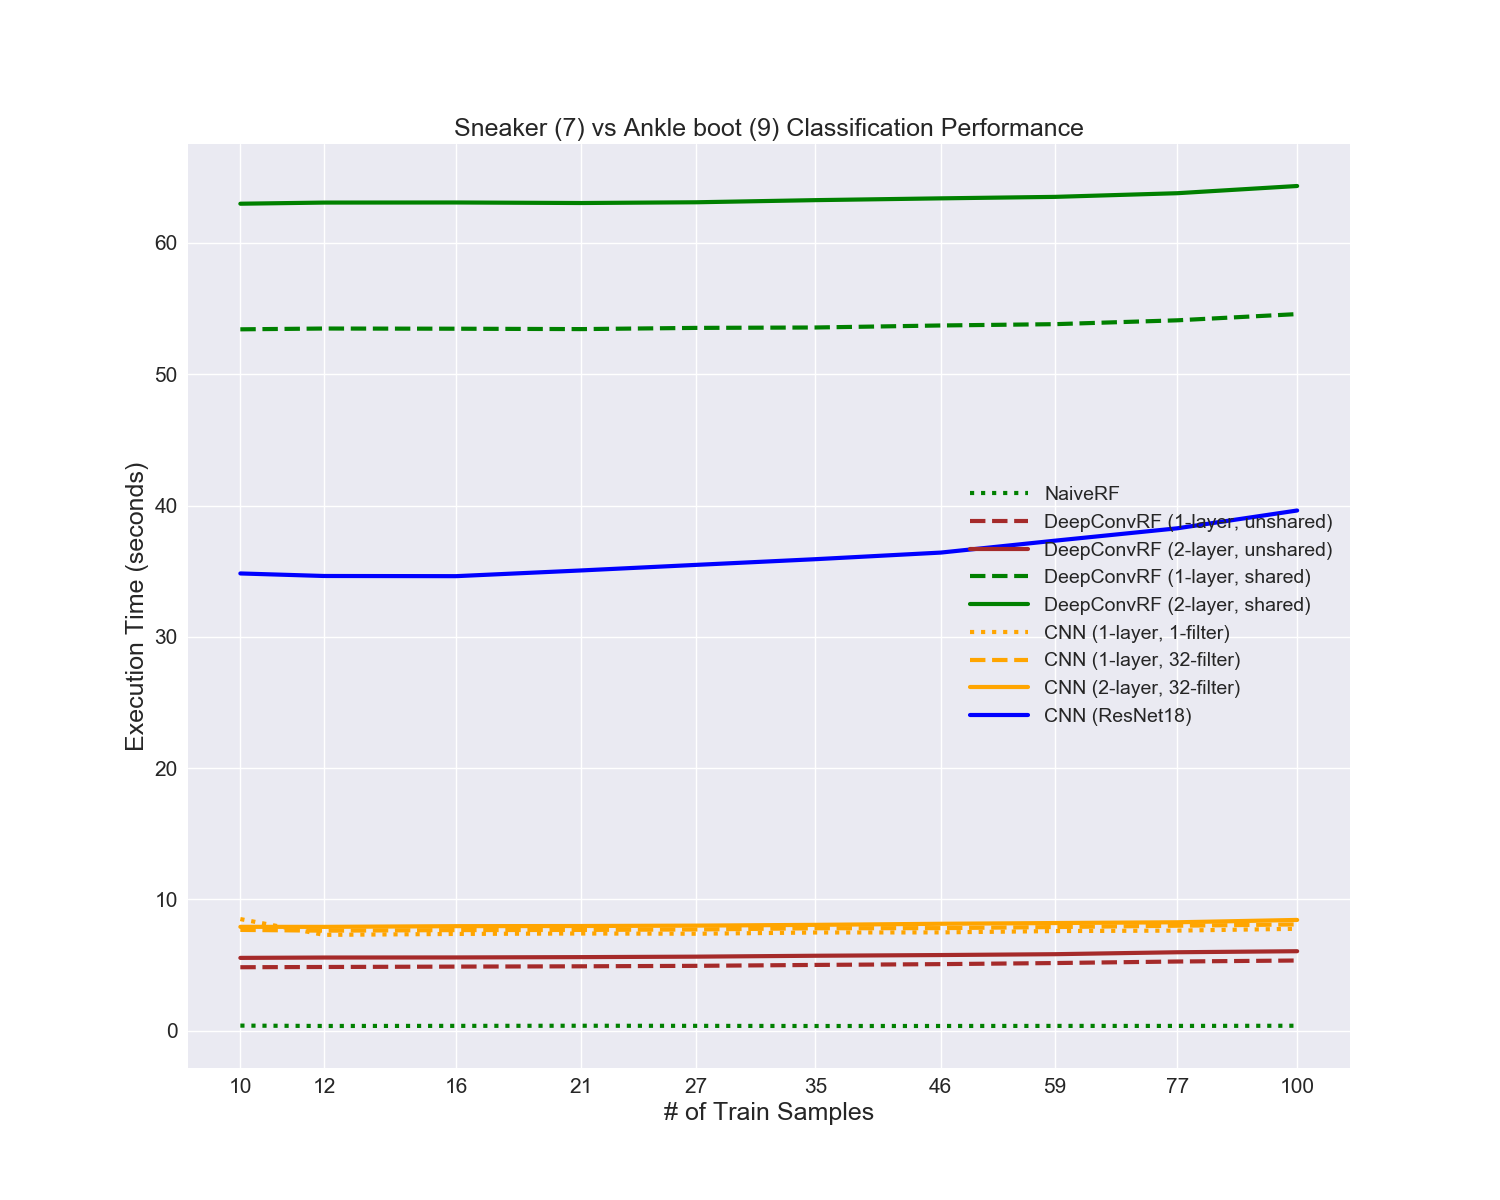 Sneaker (7) vs Ankle boot (9) Classification Performance
Execution Time (seconds)
60
50
40
30
20
10
0
NaiveRF
DeepConvRF (1-layer, unshared)
DeepConvRF (2-layer, unshared)
DeepConvRF (1-layer, shared)
DeepConvRF (2-layer, shared)
CNN (1-layer, 1-filter)
CNN (1-layer, 32-filter)
CNN (2-layer, 32-filter)
CNN (ResNet18)
10 12 16 21 27 35 46 59 77 100
# of Train Samples